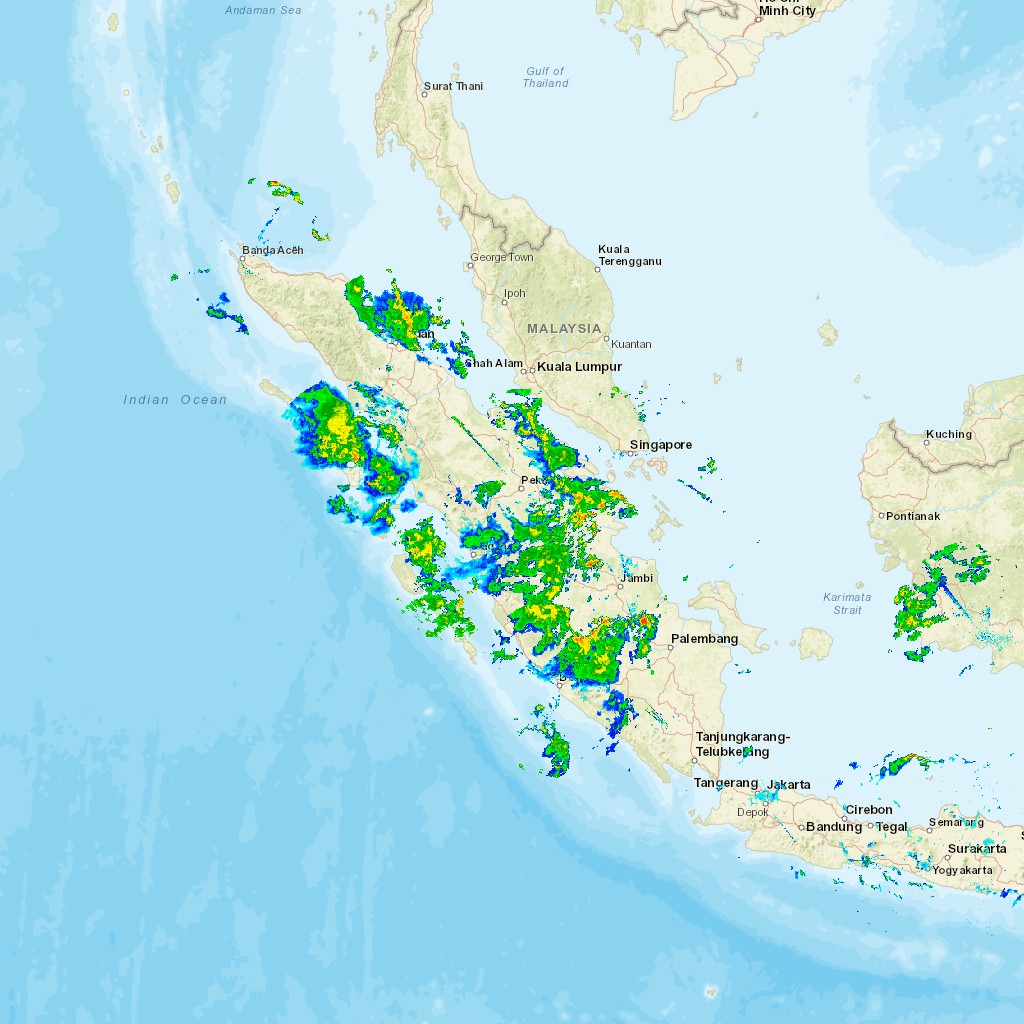 Andaman Sea
Minh City
Gulf of
Thailand
Surat Thani
Banda Aceh
George Town
Kuala
Terengganu
Ipoh
MALAYSIA
Kuantan
Shah Alam
Kuala Lumpur
Indian Ocean
Kuching
Singapore
Pontianak
Jambi
Karimata
Strait
Palembang
Tanjungkarang-
Tangerang
Jakarta
Depok
Cirebon
Bandung
Tegal
Semarang
Surakarta
Yogyakarta